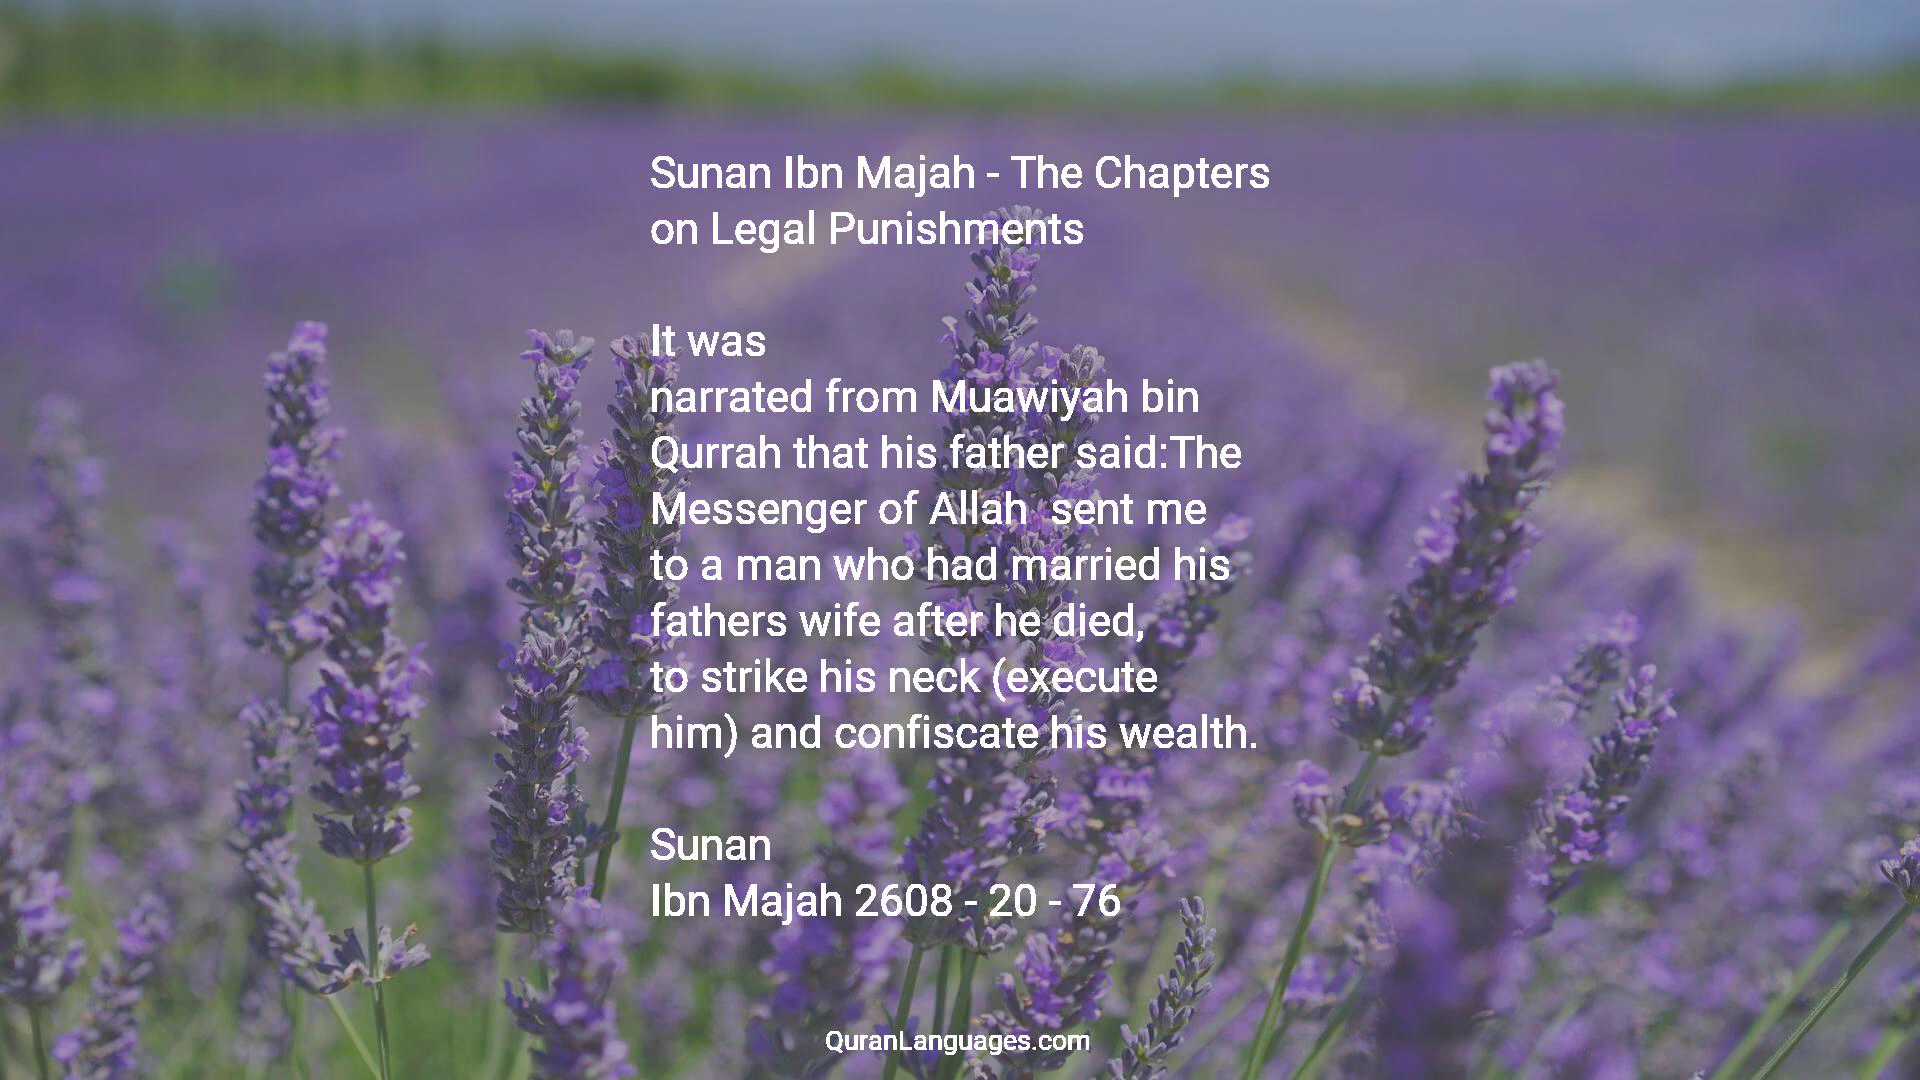 Sunan Ibn Majah - The Chapters
on Legal Punishments
It was
narrated from Muawiyah bin
Qurrah that his father said:The
Messenger of Allah  sent me
to a man who had married his
fathers wife after he died,
to strike his neck (execute
him) and confiscate his wealth.
Sunan
Ibn Majah 2608 - 20 - 76
QuranLanguages.com